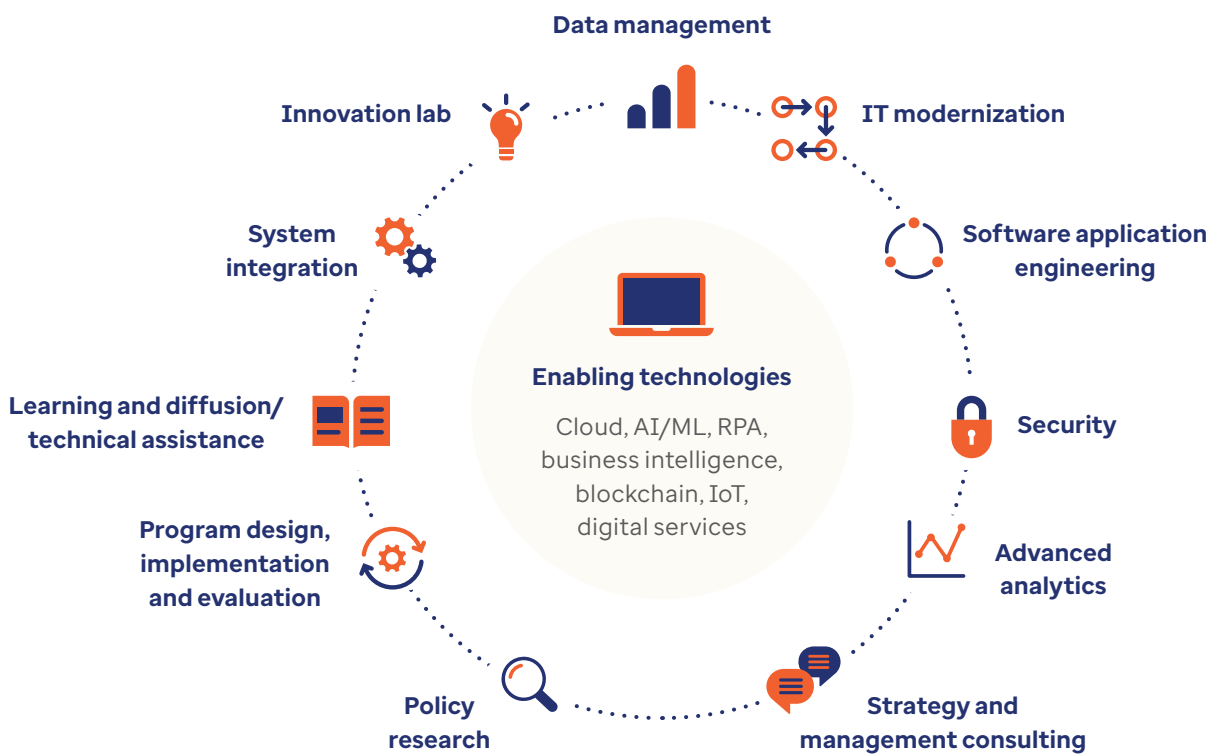 Data management
Innovation lab
IT modernization
System
integration
Software application
engineering
Enabling technologies
Cloud, AI/ML, RPA,
business intelligence,
blockchain, IoT,
digital services
Learning and diffusion/
technical assistance
Security
Program design,
implementation
and evaluation
Advanced
analytics
Policy
research
Strategy and
management consulting